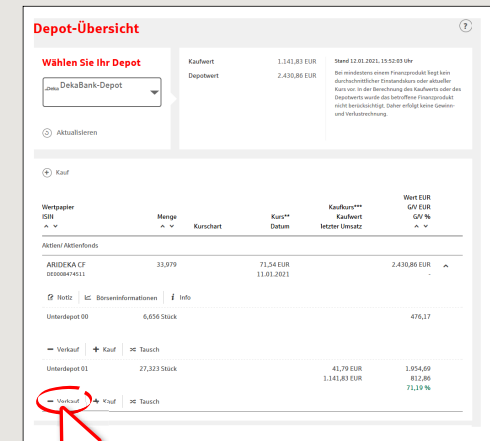 Depot-Übersicht
?
Wählen Sie Ihr Depot
Deka DekaBank-Depot
Aktualisieren
Kaufwert 1.141,83 EUR
Depotwert 2.430,86 EUR
Stand 12.01.2021, 15:52:03 Uhr
Bei mindestens einem Finanzprodukt liegt kein
durchschnittlicher Einstandskurs oder aktueller
Kurs vor. In der Berechnung des Kaufwerts oder des
Depotwerts wurde das betroffene Finanzprodukt
nicht berücksichtigt. Daher erfolgt keine Gewinn-
und Verlustrechnung.
Kauf
Wert EUR
Wertpapier Kaufkurs*** G/V EUR
ISIN Menge Kurs** Kaufwert G/V %
Kurschart Datum letzter Umsatz
Aktien/ Aktienfonds
ARIDEKA CF 33,979 71,54 EUR 2.430,86 EUR
DE0008474511 11.01.2021 -
Notiz Börseninformationen i Info
Unterdepot 00 6,656 Stück 476,17
Verkauf Kauf Tausch
Unterdepot 01 27,323 Stück 41,79 EUR 1.954,69
1.141,83 EUR 812,86
71,19 %
Verkauf Kauf Tausch